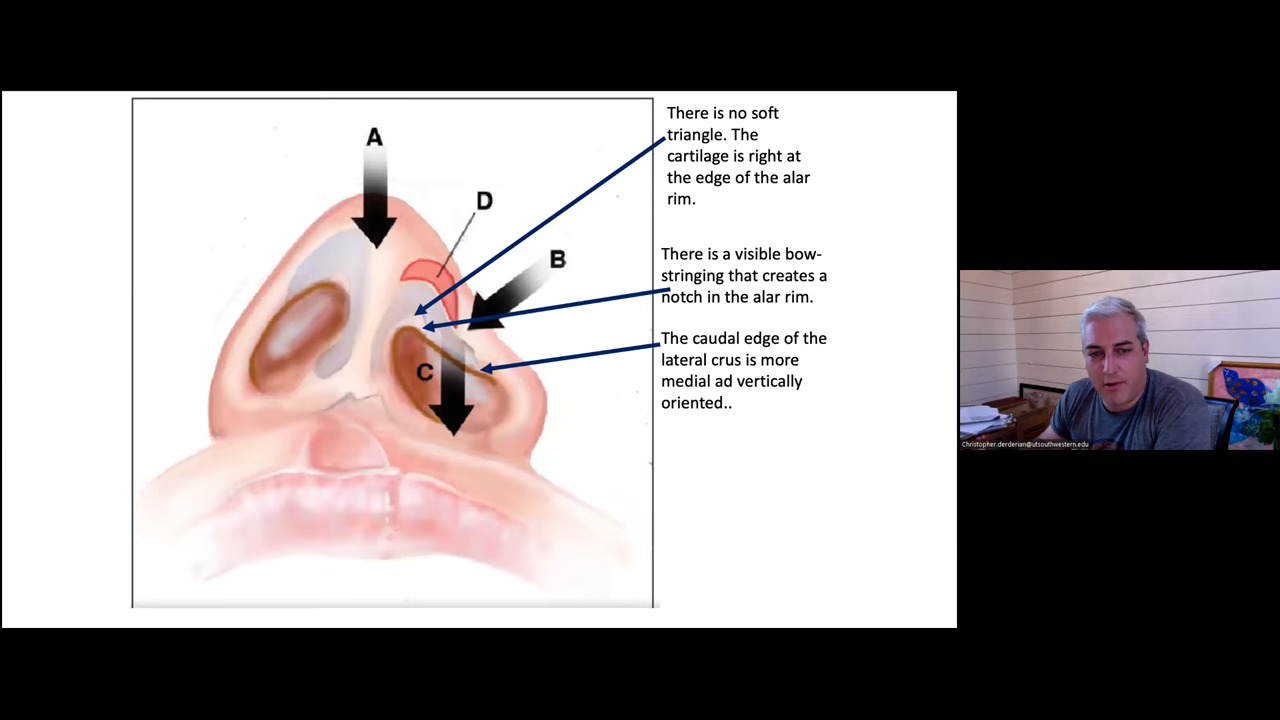 A
D
B
C
There is no soft
triangle. The
cartilage is right at
the edge of the alar
rim.
There is a visible bow-
stringing that creates a
notch in the alar rim.
The caudal edge of the
lateral crus is more
medial ad vertically
oriented..
Christopher.derderian@utsouthwestern.edu